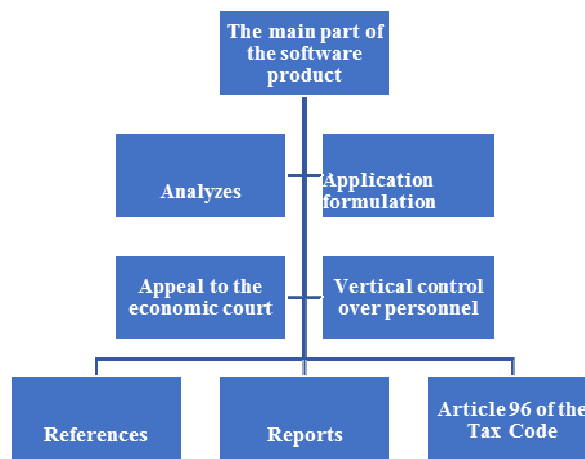 The main part of
the software
product
Analyzes
Application
formulation
Appeal to the
economic court
Vertical control
over personnel
References
Reports
Article 96 of the
Tax Code